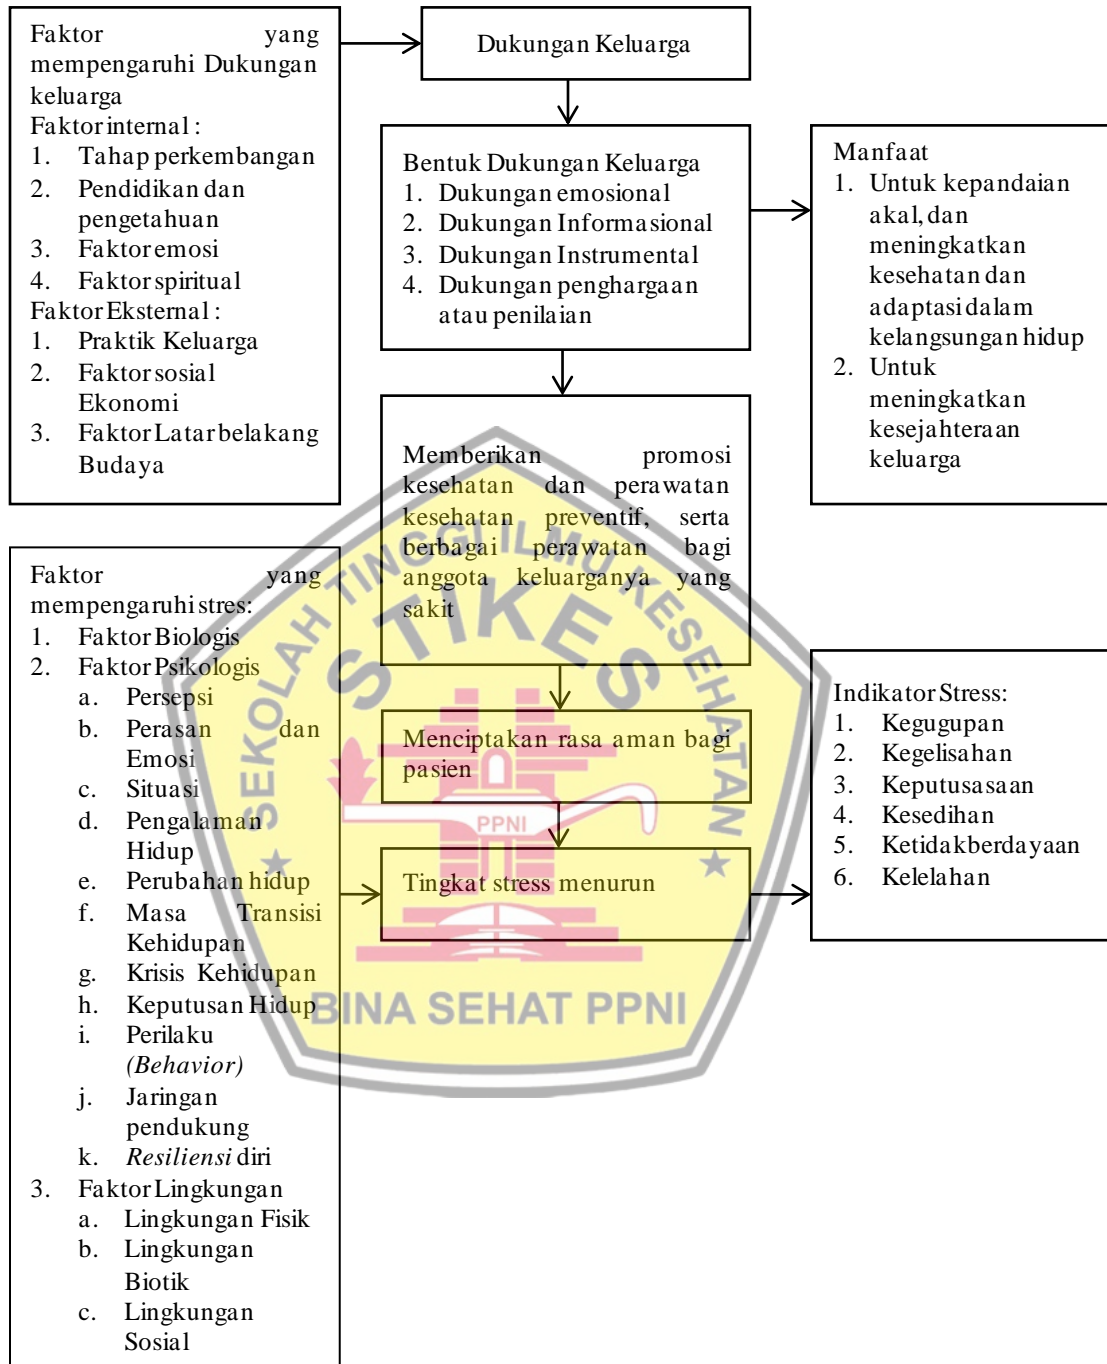 Faktor yang
mempengaruhi Dukungan
keluarga
Faktor internal :
1. Tahap perkembangan
2. Pendidikan dan
pengetahuan
3. Faktor emosi
4. Faktor spiritual
Faktor Eksternal :
1. Praktik Keluarga
2. Faktor sosial
Ekonomi
3. Faktor Latar belakang
Budaya
Dukungan Keluarga
Bentuk Dukungan Keluarga
1. Dukungan emosional
2. Dukungan Informasional
3. Dukungan Instrumental
4. Dukungan penghargaan
atau penilaian
Manfaat
1. Untuk kepandaian
akal, dan
meningkatkan
kesehatan dan
adaptasi dalam
kelangsungan hidup
2. Untuk
meningkatkan
kesejahteraan
keluarga
Memberikan promosi
kesehatan dan perawatan
kesehatan preventif, serta
berbagai perawatan bagi
anggota keluarganya yang
sakit
Menciptakan rasa aman bagi
pasien
Tingkat stress menurun
Faktor yang
mempengaruhi stres:
1. Faktor Biologis
2. Faktor Psikologis
a. Persepsi
b. Perasan dan
Emosi
c. Situasi
d. Pengalaman
Hidup
e. Perubahan hidup
f. Masa Transisi
Kehidupan
g. Krisis Kehidupan
h. Keputusan Hidup
i. Perilaku
(Behavior)
j. Jaringan
pendukung
k. Resiliensi diri
3. Faktor Lingkungan
a. Lingkungan Fisik
b. Lingkungan
Biotik
c. Lingkungan
Sosial
Indikator Stress:
1. Kegugupan
2. Kegelisahan
3. Keputusasaan
4. Kesedihan
5. Ketidakberdayaan
6. Kelelahan
SEKOLAH TINGGI ILMU KESEHATAN
STIKES
PPNI
BINA SEHAT PPNI